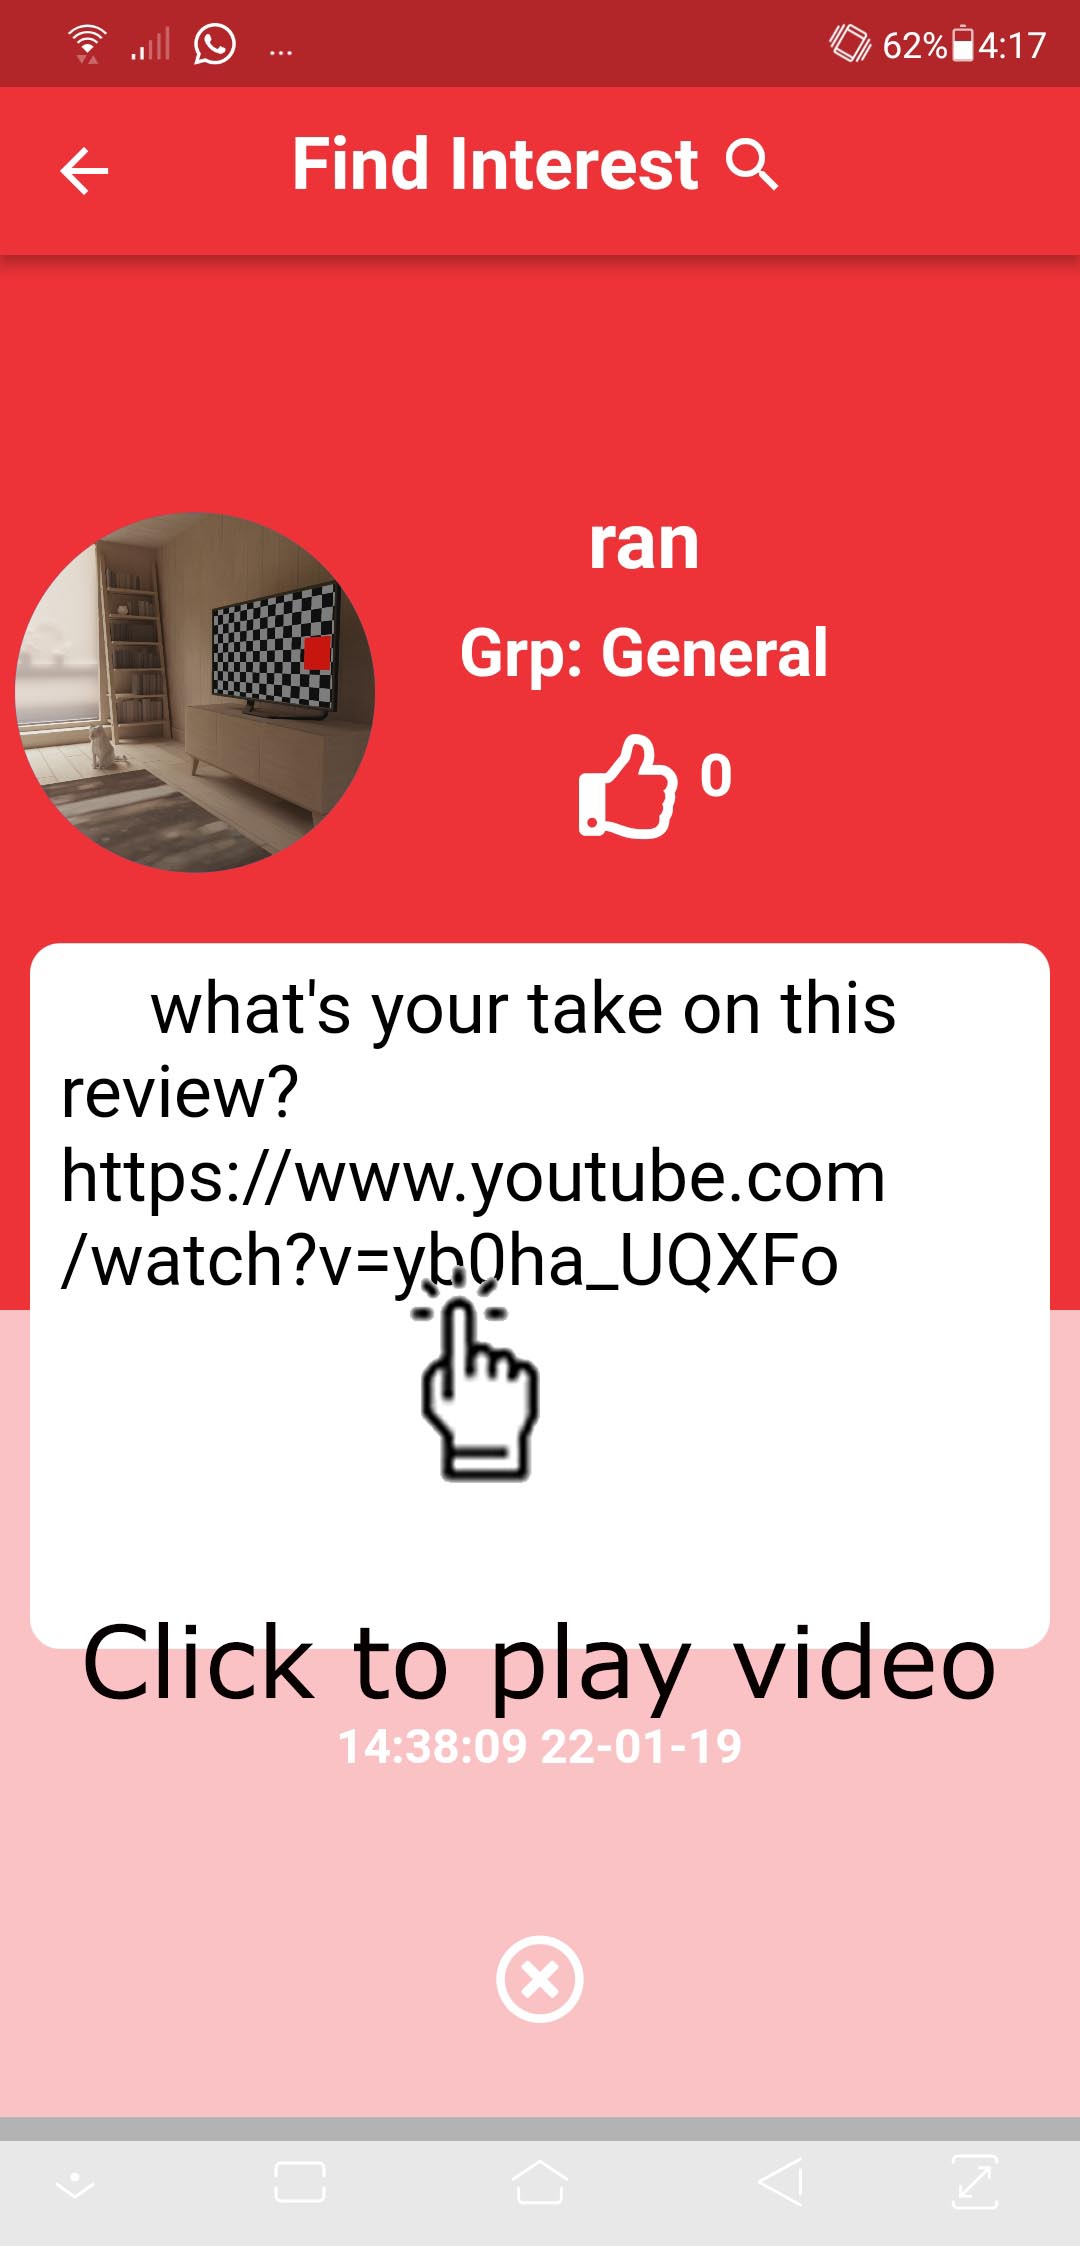 ... 62% 4:17
Find Interest
ran
Grp: General
0
what's your take on this
review?
https://www.youtube.com
/watch?v=yb0ha_UQXFo
Click to play video
14:38:09 22-01-19